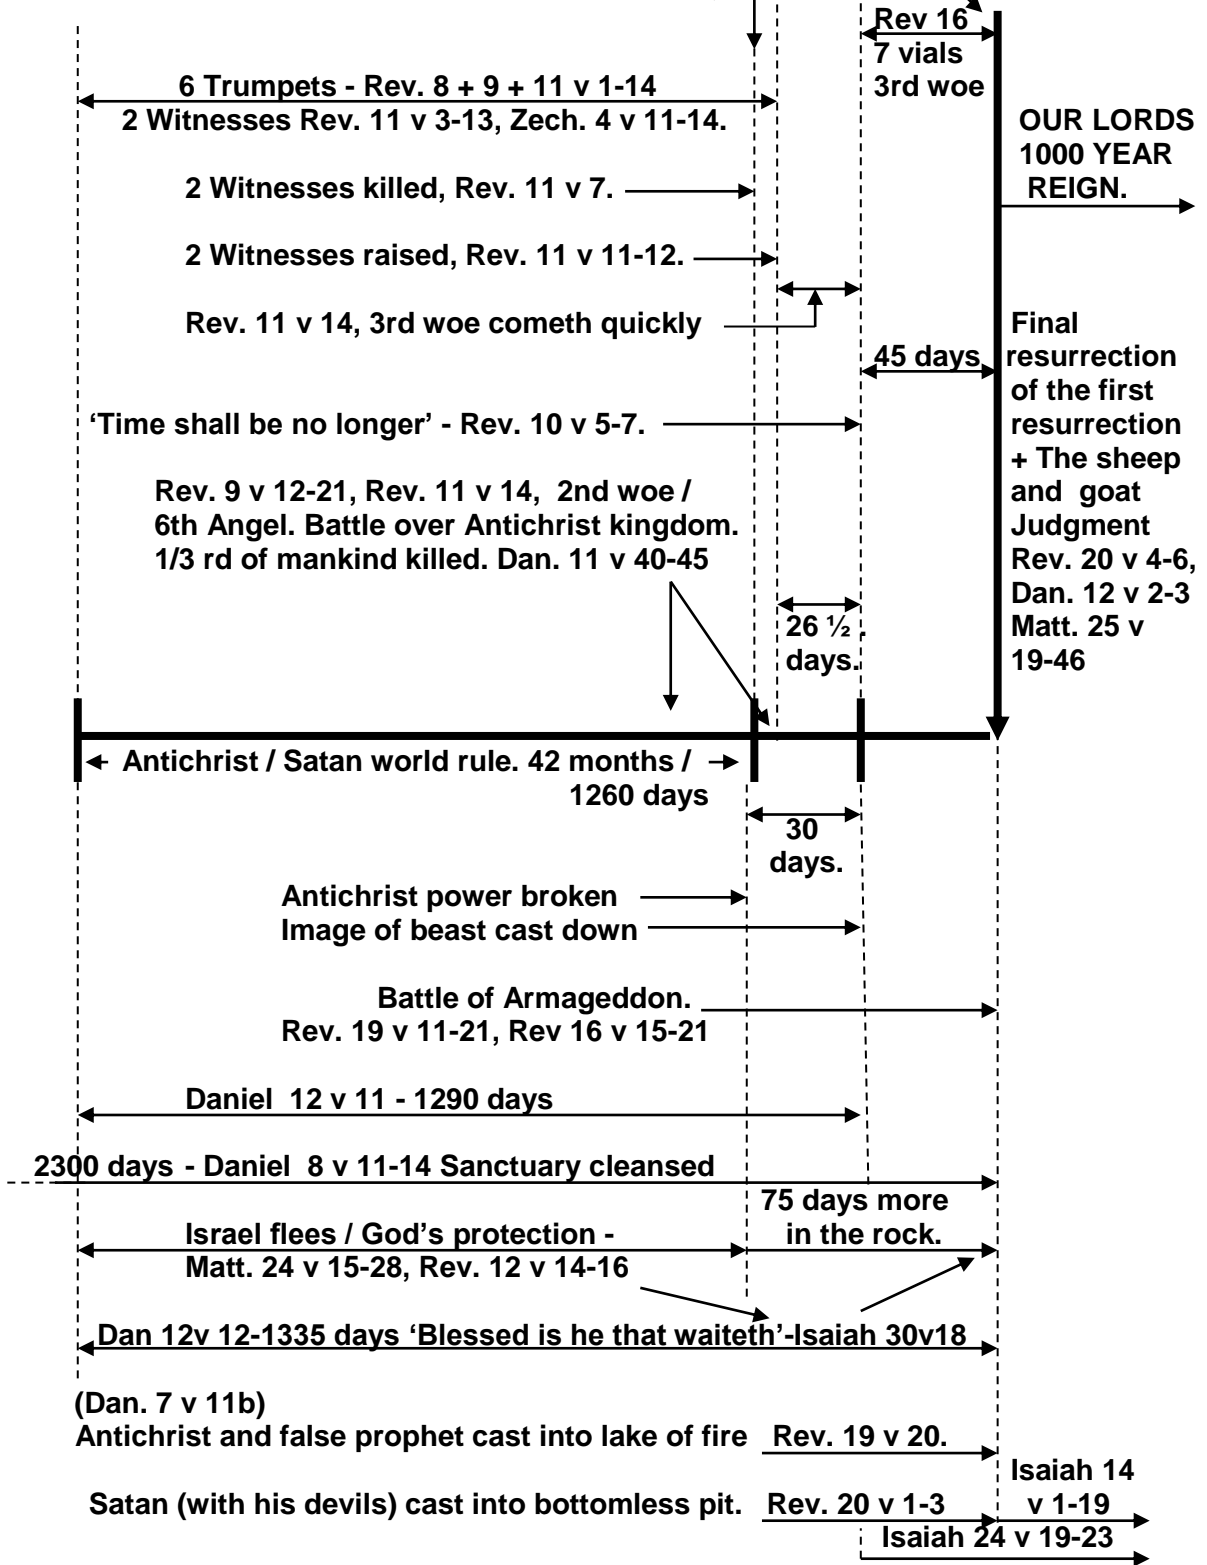 Rev 16
7 vials
3rd woe
6 Trumpets - Rev. 8 + 9 + 11 v 1-14
2 Witnesses Rev. 11 v 3-13, Zech. 4 v 11-14.
OUR LORDS
1000 YEAR
REIGN.
2 Witnesses killed, Rev. 11 v 7.
2 Witnesses raised, Rev. 11 v 11-12.
Rev. 11 v 14, 3rd woe cometh quickly
45 days
Final
resurrection
of the first
resurrection
+ The sheep
and goat
Judgment
Rev. 20 v 4-6,
Dan. 12 v 2-3
Matt. 25 v
19-46
‘Time shall be no longer’ - Rev. 10 v 5-7.
Rev. 9 v 12-21, Rev. 11 v 14, 2nd woe /
6th Angel. Battle over Antichrist kingdom.
1/3 rd of mankind killed. Dan. 11 v 40-45
26 ½ .
days.
Antichrist / Satan world rule. 42 months /
1260 days
30
days.
Antichrist power broken
Image of beast cast down
Battle of Armageddon.
Rev. 19 v 11-21, Rev 16 v 15-21
Daniel 12 v 11 - 1290 days
2300 days - Daniel 8 v 11-14 Sanctuary cleansed
75 days more
in the rock.
Israel flees / God’s protection -
Matt. 24 v 15-28, Rev. 12 v 14-16
Dan 12v 12-1335 days ‘Blessed is he that waiteth’-Isaiah 30v18
(Dan. 7 v 11b)
Antichrist and false prophet cast into lake of fire Rev. 19 v 20.
Isaiah 14
v 1-19
Satan (with his devils) cast into bottomless pit. Rev. 20 v 1-3
Isaiah 24 v 19-23